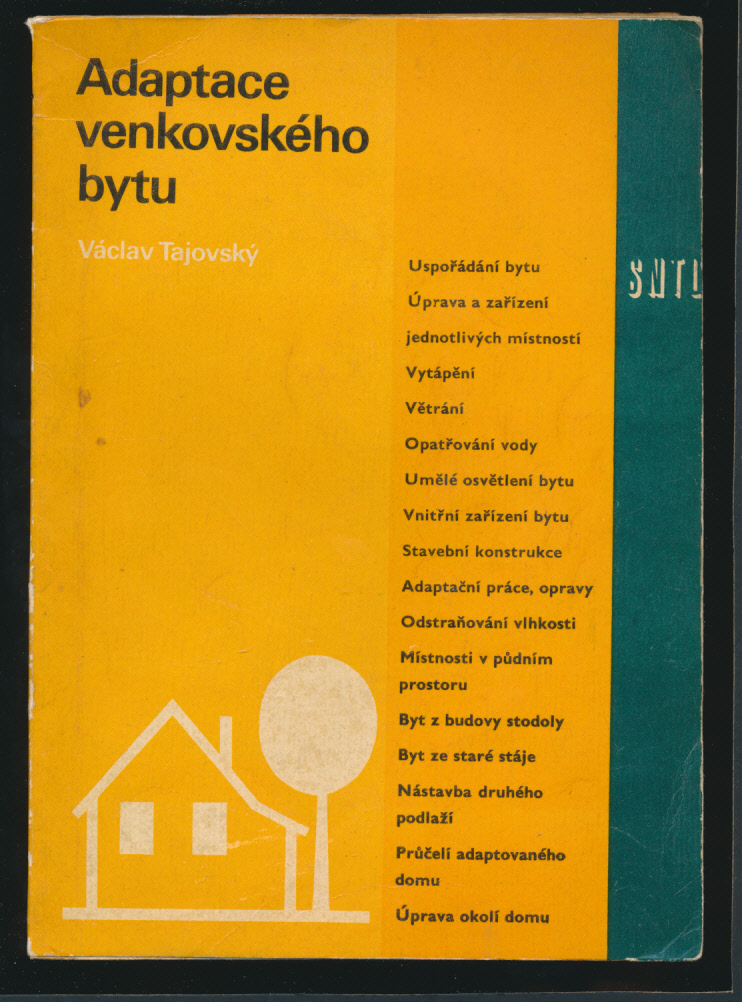 Adaptace
venkovského
bytu
Václav Tajovský
Uspořádání bytu
Úprava a zařízení
jednotlivých místností
Vytápění
Větrání
Opatřování vody
Umělé osvětlení bytu
Vnitřní zařízení bytu
Stavební konstrukce
Adaptační práce, opravy
Odstraňování vlhkosti
Místnosti v půdním
prostoru
Byt z budovy stodoly
Byt ze staré stáje
Nástavba druhého
podlaží
Průčelí adaptovaného
domu
Úprava okolí domu
SNTL